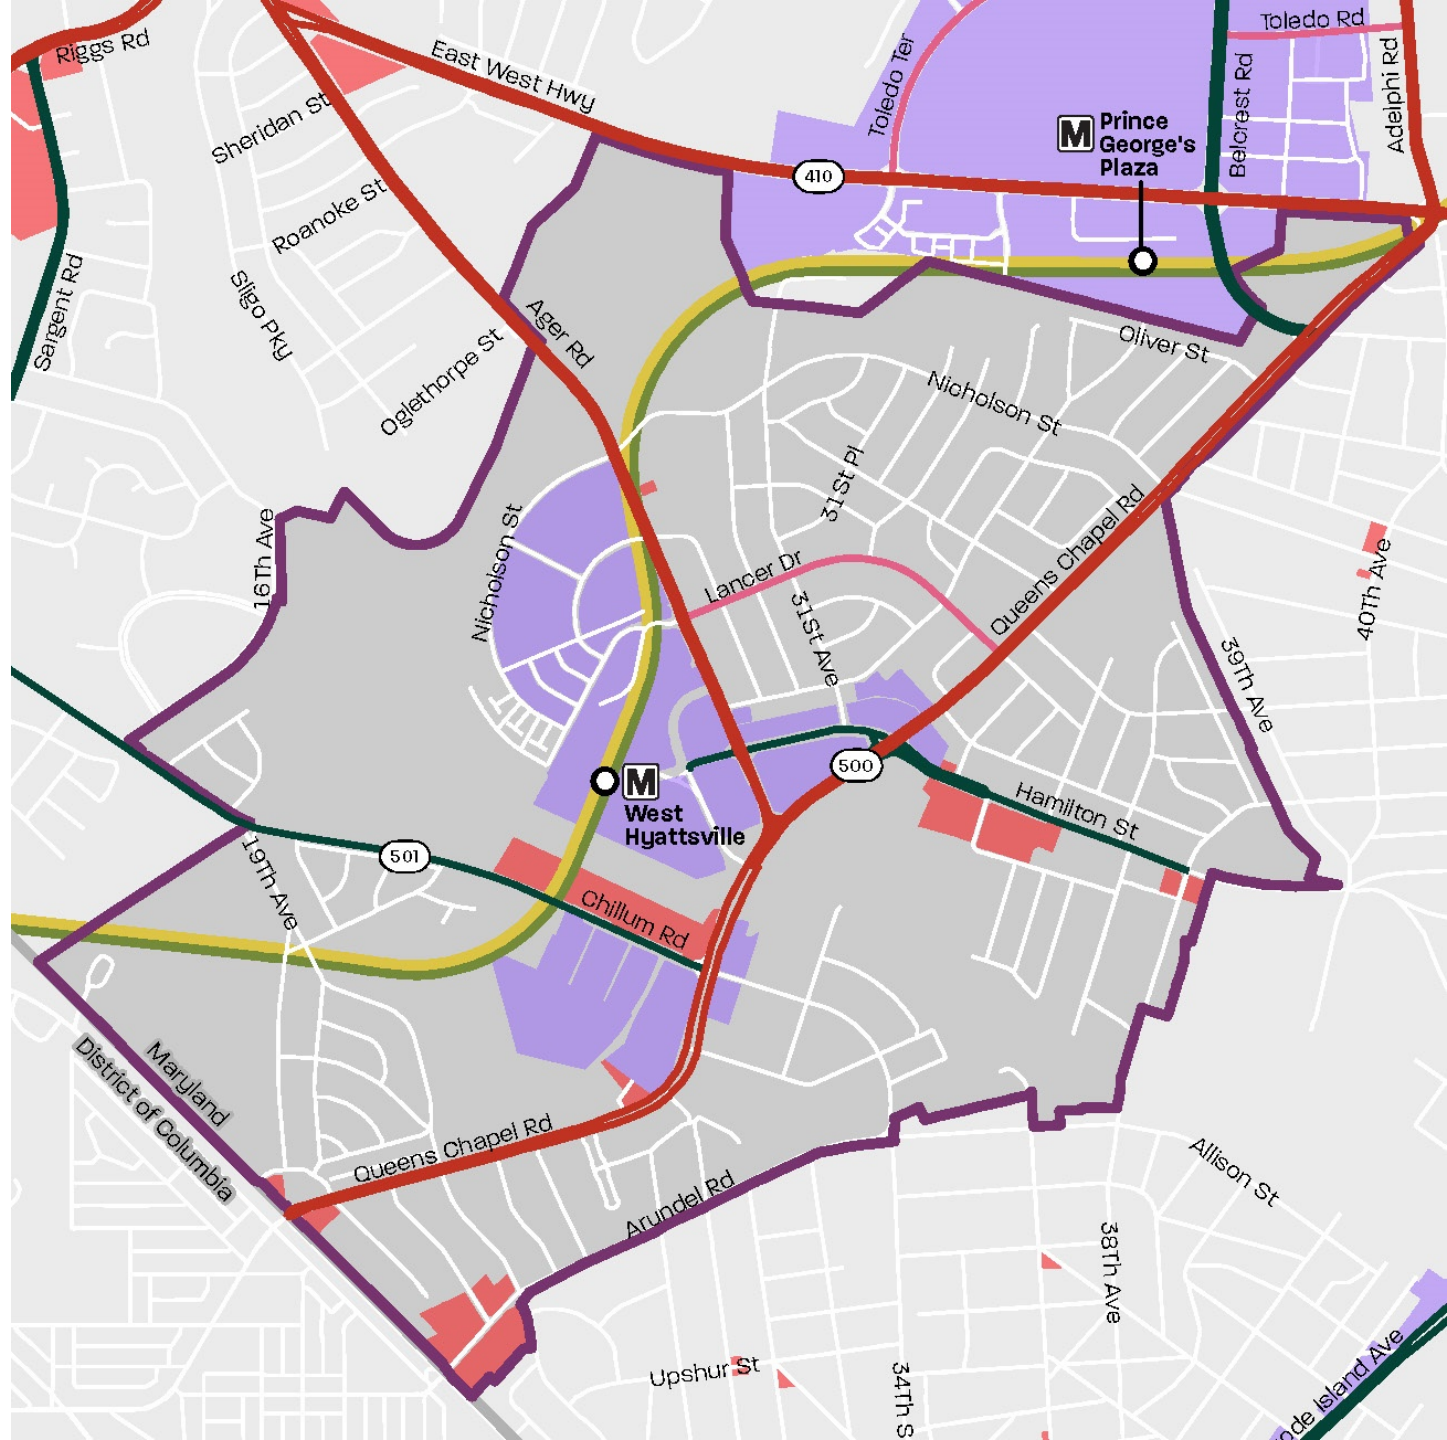 Riggs Rd
East West Hwy
Toledo Rd
Toledo Ter
Belcrest Rd
Adelphi Rd
M
Prince
George's
Plaza
Sheridan St
410
Roanoke St
Sargent Rd
Sligo Pky
Ager Rd
Oglethorpe St
Oliver St
Nicholson St
31St Pl
Queens Chapel Rd
16Th Ave
Nicholson St
Lancer Dr
31St Ave
40Th Ave
39Th Ave
500
M
West
Hyattsville
Hamilton St
501
19Th Ave
Chillum Rd
Maryland
District of Columbia
Queens Chapel Rd
Arundel Rd
Allison St
38Th Ave
Upshur St
34Th S
ode Island Ave